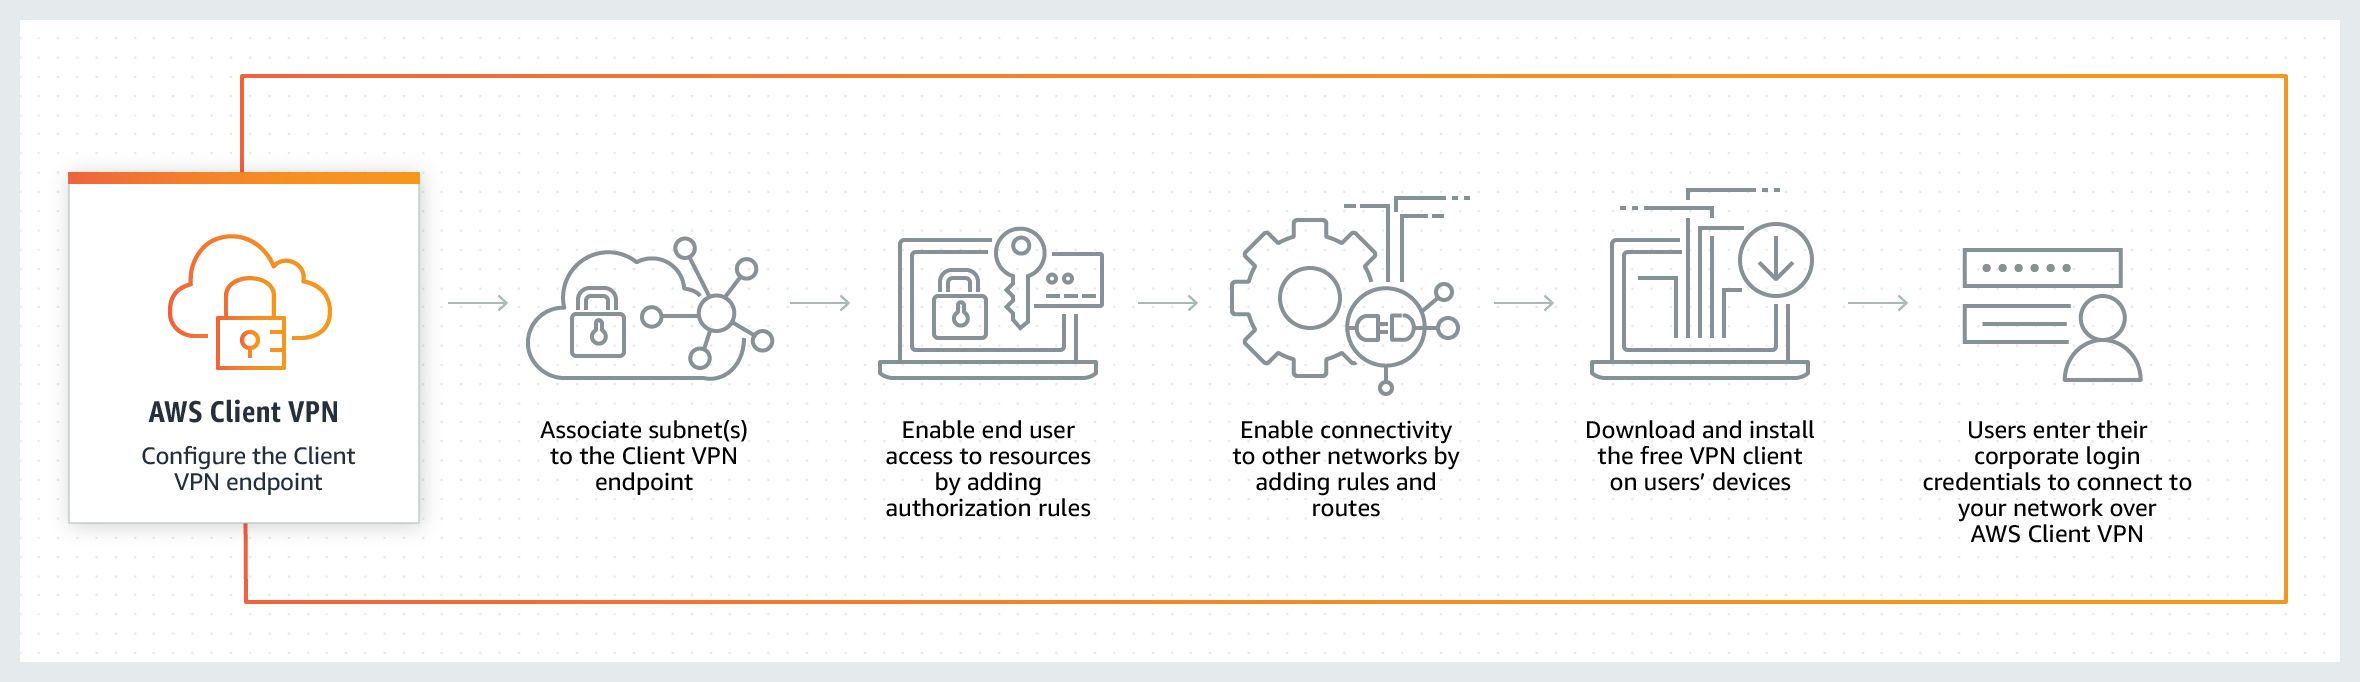 AWS Client VPN
Configure the Client
VPN endpoint
Associate subnet(s)
to the Client VPN
endpoint
Enable end user
access to resources
by adding
authorization rules
Enable connectivity
to other networks by
adding rules and
routes
Download and install
the free VPN client
on users’ devices
Users enter their
corporate login
credentials to connect to
your network over
AWS Client VPN